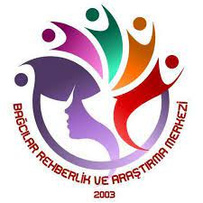 BAĞCILAR REHBERLİK VE ARAŞTIRMA MERKEZİ
2003